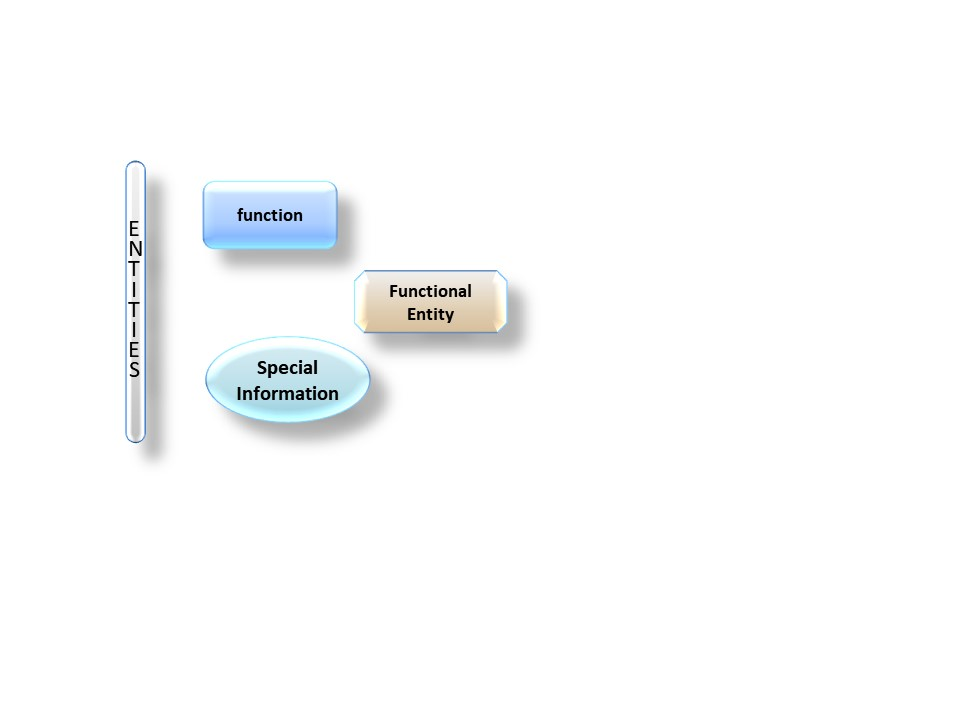 ENTITIES
function
Functional
Entity
Special
Information